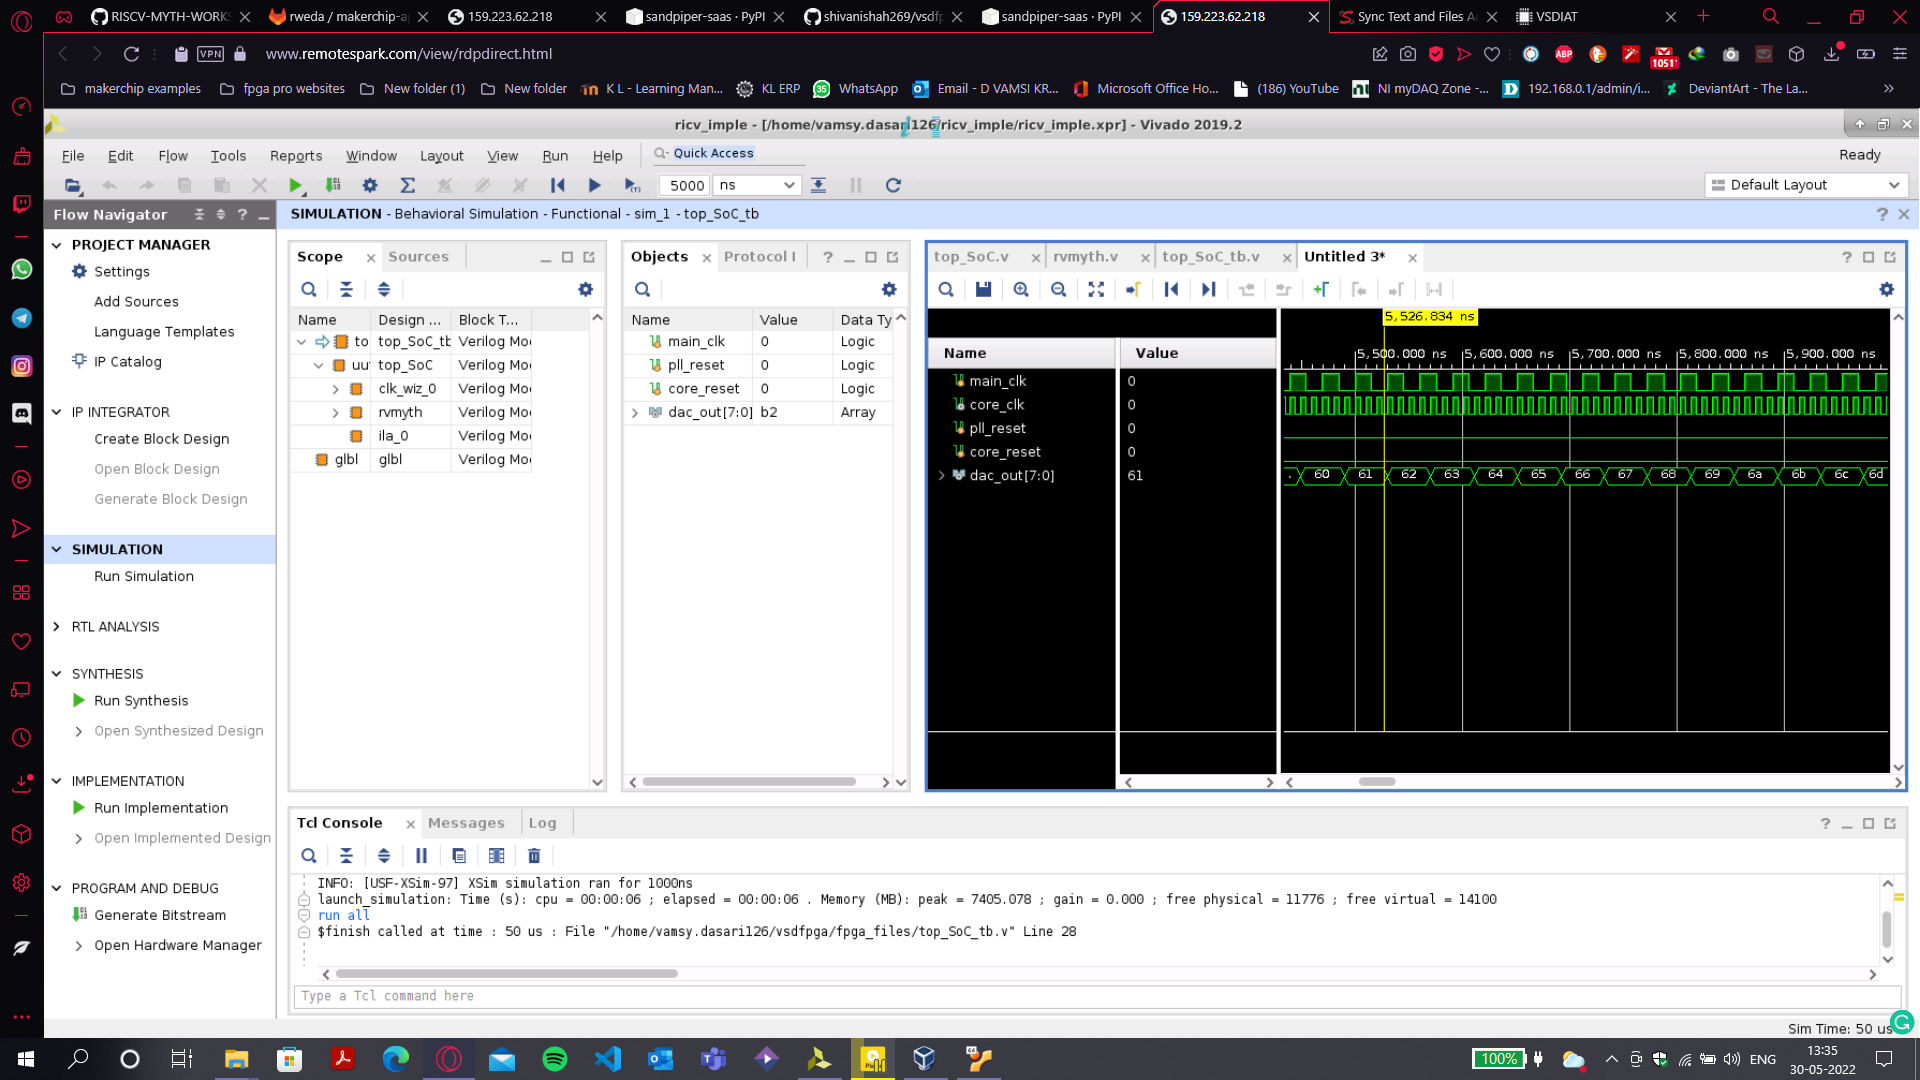 RISCV-MYTH-WORKS
rweda / makerchip-a
159.223.62.218
sandpiper-saas · PyPI
shivanishah269/vsdfp
sandpiper-saas · PyPI
159.223.62.218
Sync Text and Files Ac
VSDIAT
VPN
www.remotespark.com/view/rdpdirect.html
ABP
1051
makerchip examples
fpga pro websites
New folder (1)
New folder
K L - Learning Man...
KL ERP
35
WhatsApp
Email - D VAMSI KR...
Microsoft Office Ho...
(186) YouTube
NI myDAQ Zone -...
192.168.0.1/admin/i...
DeviantArt - The La...
ricv_imple - [/home/vamsy.dasari126/ricv_imple/ricv_imple.xpr] - Vivado 2019.2
File Edit Flow Tools Reports Window Layout View Run Help
Quick Access
Ready
5000 ns
Default Layout
Flow Navigator
SIMULATION - Behavioral Simulation - Functional - sim_1 - top_SoC_tb
PROJECT MANAGER
Settings
Add Sources
Language Templates
IP Catalog
IP INTEGRATOR
Create Block Design
Open Block Design
Generate Block Design
SIMULATION
Run Simulation
RTL ANALYSIS
SYNTHESIS
Run Synthesis
Open Synthesized Design
IMPLEMENTATION
Run Implementation
Open Implemented Design
PROGRAM AND DEBUG
Generate Bitstream
Open Hardware Manager
Scope
Sources
Name Design ... Block T...
to top_SoC_tb Verilog Mo
uu top_SoC Verilog Mo
clk_wiz_0 Verilog Mo
rvmyth Verilog Mo
ila_0 Verilog Mo
glbl glbl Verilog Mo
Objects
Protocol I
Name Value Data Ty
main_clk 0 Logic
pll_reset 0 Logic
core_reset 0 Logic
dac_out[7:0] b2 Array
top_SoC.v
rvmyth.v
top_SoC_tb.v
Untitled 3*
5,526.834 ns
Name Value
5,500.000 ns 5,600.000 ns 5,700.000 ns 5,800.000 ns 5,900.000 ns
main_clk 0
core_clk 0
pll_reset 0
core_reset 0
dac_out[7:0] 61
. 60 61 62 63 64 65 66 67 68 69 6a 6b 6c 6d
Tcl Console
Messages
Log
INFO: [USF-XSim-97] XSim simulation ran for 1000ns
launch_simulation: Time (s): cpu = 00:00:06 ; elapsed = 00:00:06 . Memory (MB): peak = 7405.078 ; gain = 0.000 ; free physical = 11776 ; free virtual = 14100
run all
$finish called at time : 50 us : File "/home/vamsy.dasari126/vsdfpga/fpga_files/top_SoC_tb.v" Line 28
Type a Tcl command here
Sim Time: 50 us
100%
ENG
13:35
30-05-2022